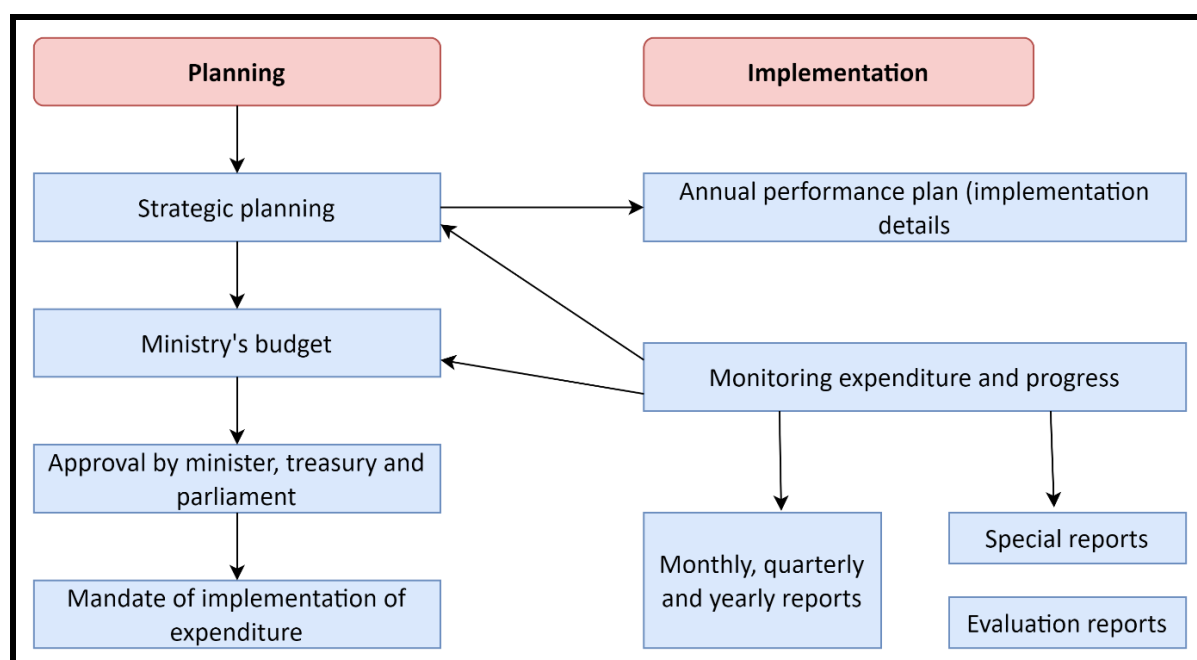 Planning
Implementation
Strategic planning
Annual performance plan (implementation
details
Ministry's budget
Monitoring expenditure and progress
Approval by minister, treasury and
parliament
Monthly, quarterly
and yearly reports
Special reports
Mandate of implementation of
expenditure
Evaluation reports